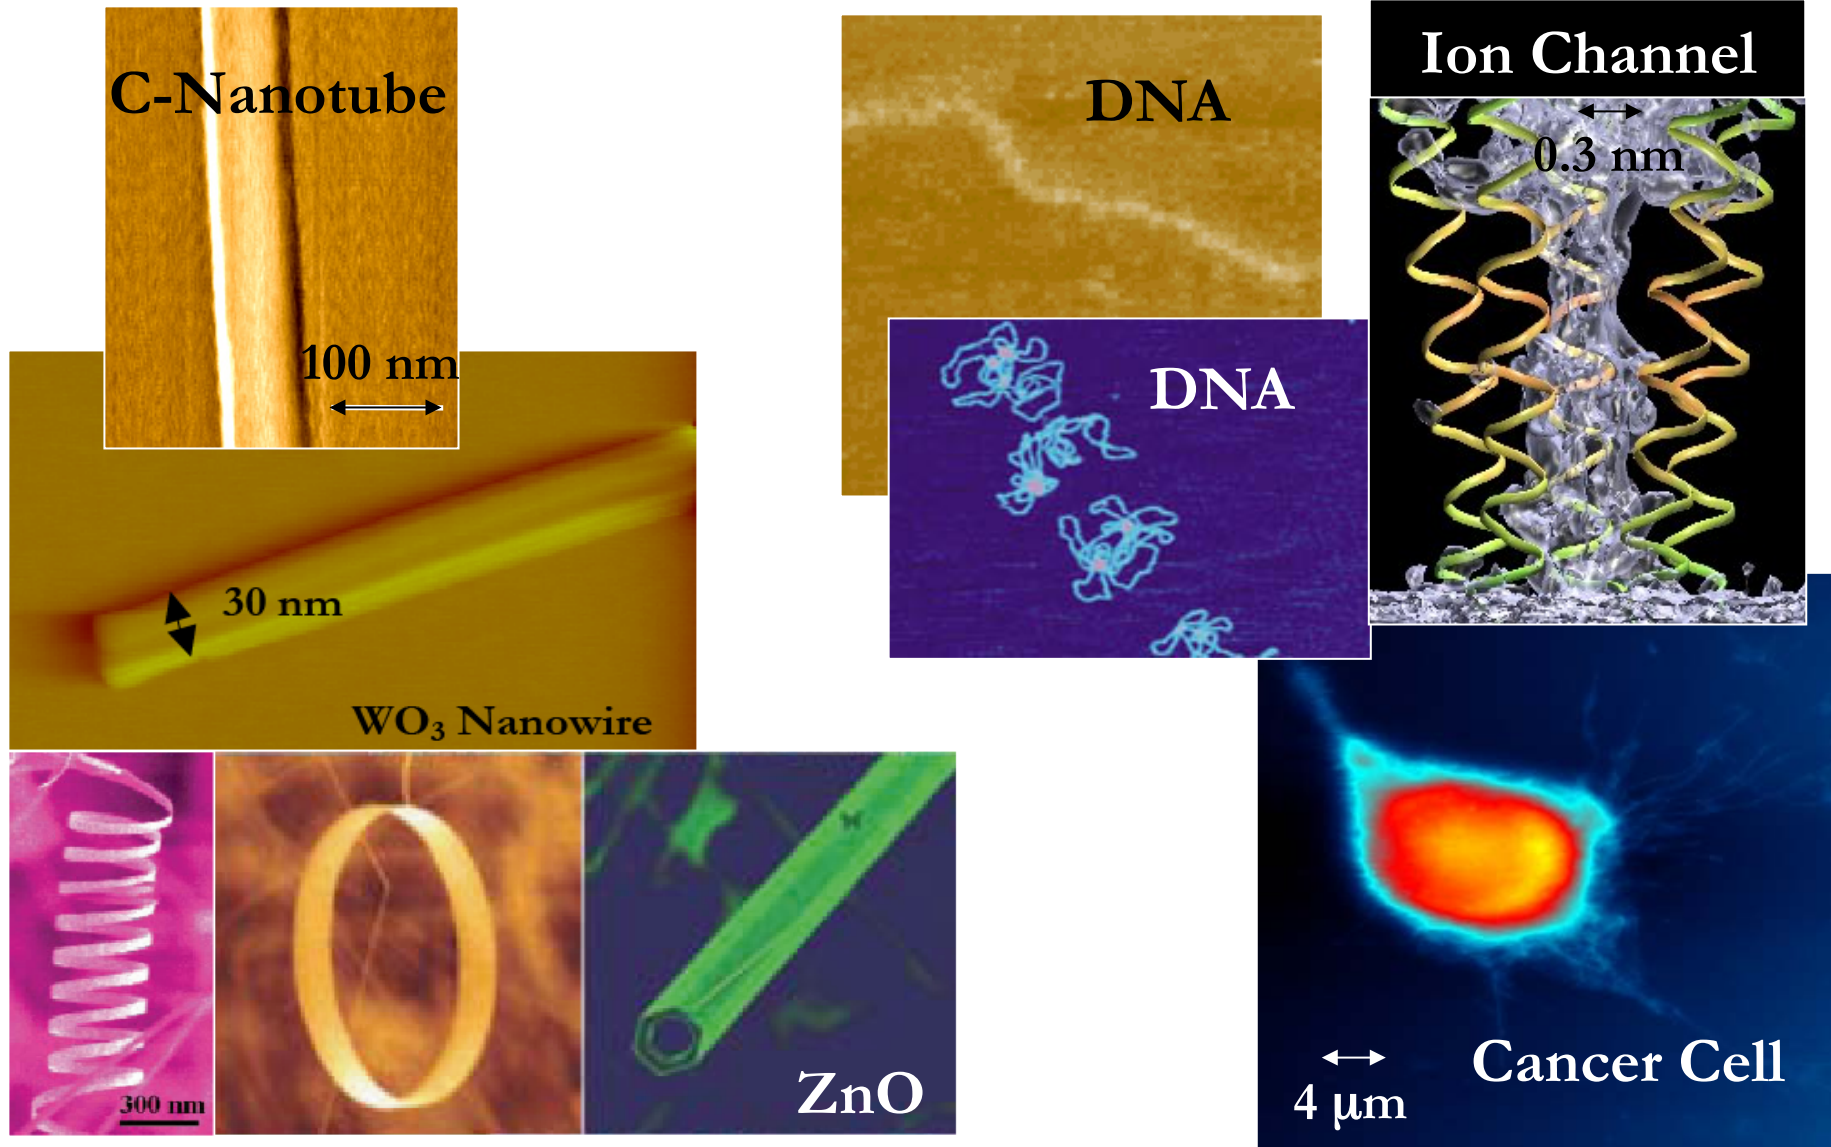 C-Nanotube
100 nm
30 nm
WO₃ Nanowire
300 nm
ZnO
DNA
DNA
Ion Channel
0.3 nm
4 μm
Cancer Cell